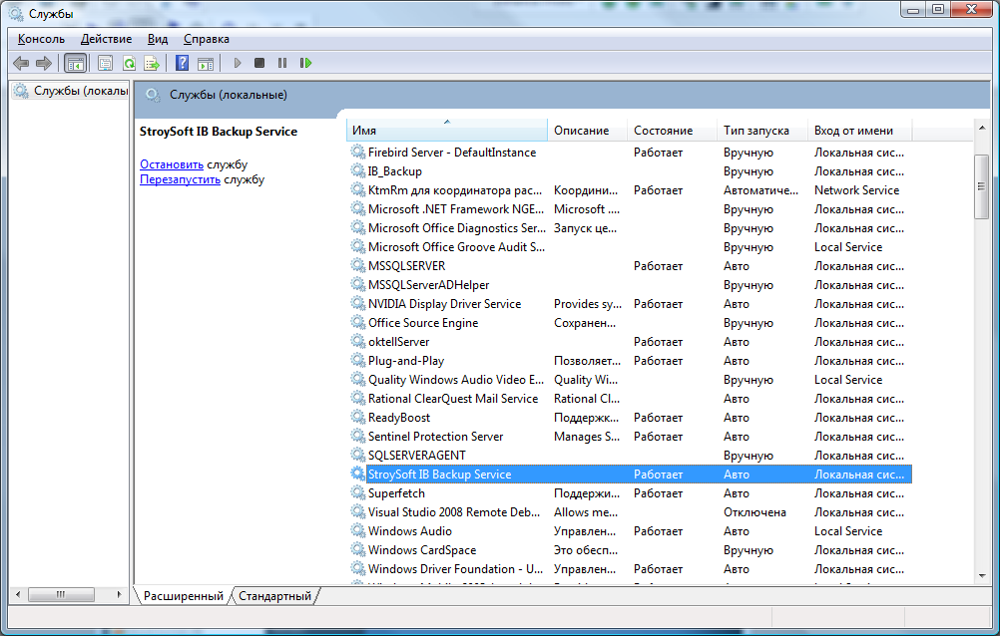 Службы
Консоль Действие Вид Справка
Службы (локалы
Службы (локальные)
StroySoft IB Backup Service
Остановить службу
Перезапустить службу
Имя Описание Состояние Тип запуска Вход от имени
Firebird Server - DefaultInstance Работает Вручную Локальная сис...
IB_Backup Вручную Локальная сис...
KtmRm для координатора рас... Координи... Работает Автоматиче... Network Service
Microsoft .NET Framework NGE... Microsoft .... Вручную Локальная сис...
Microsoft Office Diagnostics Ser... Запуск це... Вручную Локальная сис...
Microsoft Office Groove Audit S... Вручную Local Service
MSSQLSERVER Работает Авто Локальная сис...
MSSQLServerADHelper Вручную Локальная сис...
NVIDIA Display Driver Service Provides sy... Работает Авто Локальная сис...
Office Source Engine Сохранен... Вручную Локальная сис...
oktellServer Работает Авто Локальная сис...
Plug-and-Play Позволяет... Работает Авто Локальная сис...
Quality Windows Audio Video E... Quality Wi... Вручную Local Service
Rational ClearQuest Mail Service Rational Cl... Авто Локальная сис...
ReadyBoost Поддержк... Работает Авто Локальная сис...
Sentinel Protection Server Manages S... Работает Авто Локальная сис...
SQLSERVERAGENT Вручную Локальная сис...
StroySoft IB Backup Service Работает Авто Локальная сис...
Superfetch Поддержи... Работает Авто Локальная сис...
Visual Studio 2008 Remote Deb... Allows me... Отключена Локальная сис...
Windows Audio Управлен... Работает Авто Local Service
Windows CardSpace Это обесп... Вручную Локальная сис...
Windows Driver Foundation - U... Управлен... Работает Авто Локальная сис...
Расширенный Стандартный